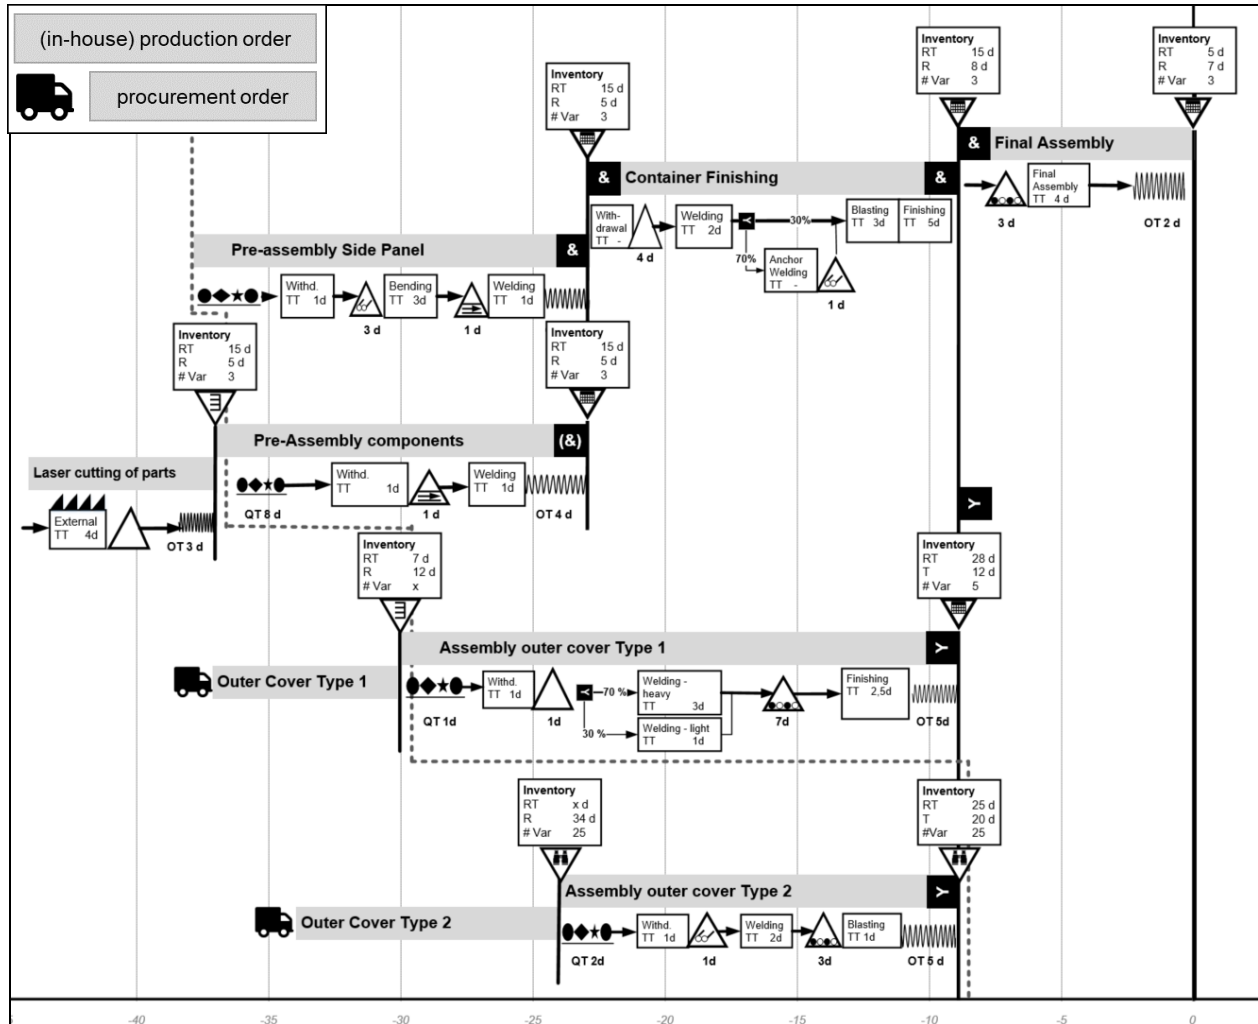 (in-house) production order
procurement order
Inventory
RT 15 d
R 5 d
# Var 3
Inventory
RT 15 d
R 8 d
# Var 3
Inventory
RT 5 d
R 7 d
# Var 3
& Final Assembly
Final
Assembly
TT 4 d
3 d
OT 2 d
& Container Finishing &
With-
drawal
TT -
4 d
Welding
TT 2d
Y
30%
70%
Anchor
Welding
TT -
1 d
Blasting
TT 3d
Finishing
TT 5d
Pre-assembly Side Panel &
Withd.
TT 1d
3 d
Bending
TT 3d
1 d
Welding
TT 1d
Inventory
RT 15 d
R 5 d
# Var 3
Inventory
RT 15 d
R 5 d
# Var 3
Pre-Assembly components (&)
QT 8 d
Withd.
TT 1d
1 d
Welding
TT 1d
OT 4 d
Laser cutting of parts
External
TT 4d
OT 3 d
Y
Inventory
RT 7 d
R 12 d
# Var x
Inventory
RT 28 d
T 12 d
# Var 5
Assembly outer cover Type 1 Y
Outer Cover Type 1
QT 1d
Withd.
TT 1d
1d
Y
70 %
30 %
Welding -
heavy
TT 3d
Welding - light
TT 1d
7d
Finishing
TT 2,5d
OT 5d
Inventory
RT x d
R 34 d
# Var 25
Inventory
RT 25 d
T 20 d
#Var 25
Assembly outer cover Type 2 Y
Outer Cover Type 2
QT 2d
Withd.
TT 1d
1d
Welding
TT 2d
3d
Blasting
TT 1d
OT 5 d
-40 -35 -30 -25 -20 -15 -10 -5 0